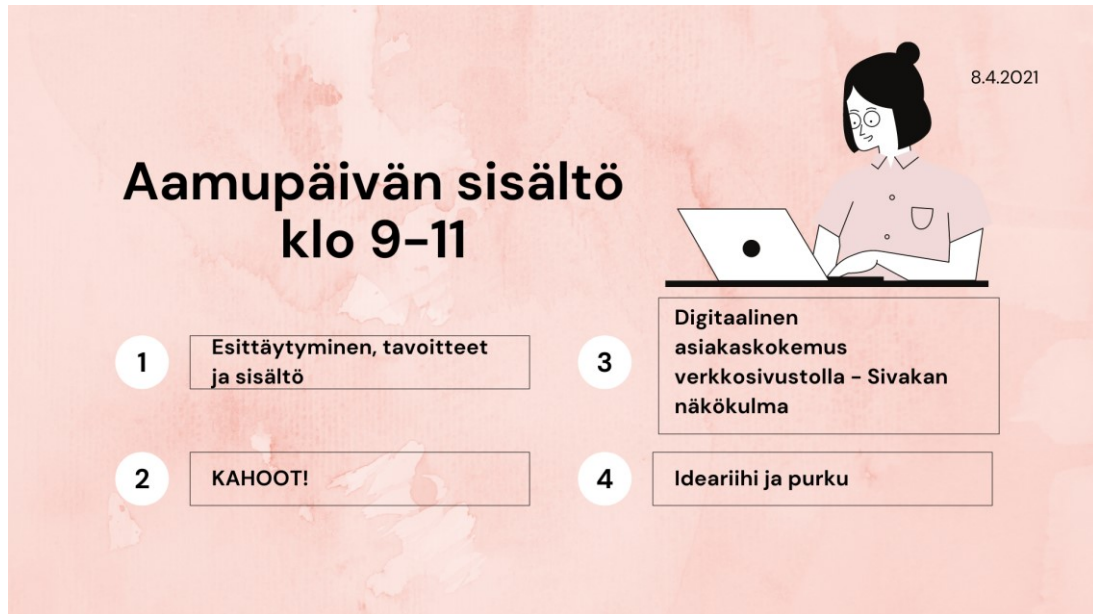 8.4.2021
Aamupäivän sisältö
klo 9-11
1
Esittäytyminen, tavoitteet
ja sisältö
2
KAHOOT!
3
Digitaalinen
asiakaskokemus
verkkosivustolla - Sivakan
näkökulma
4
Ideariihi ja purku